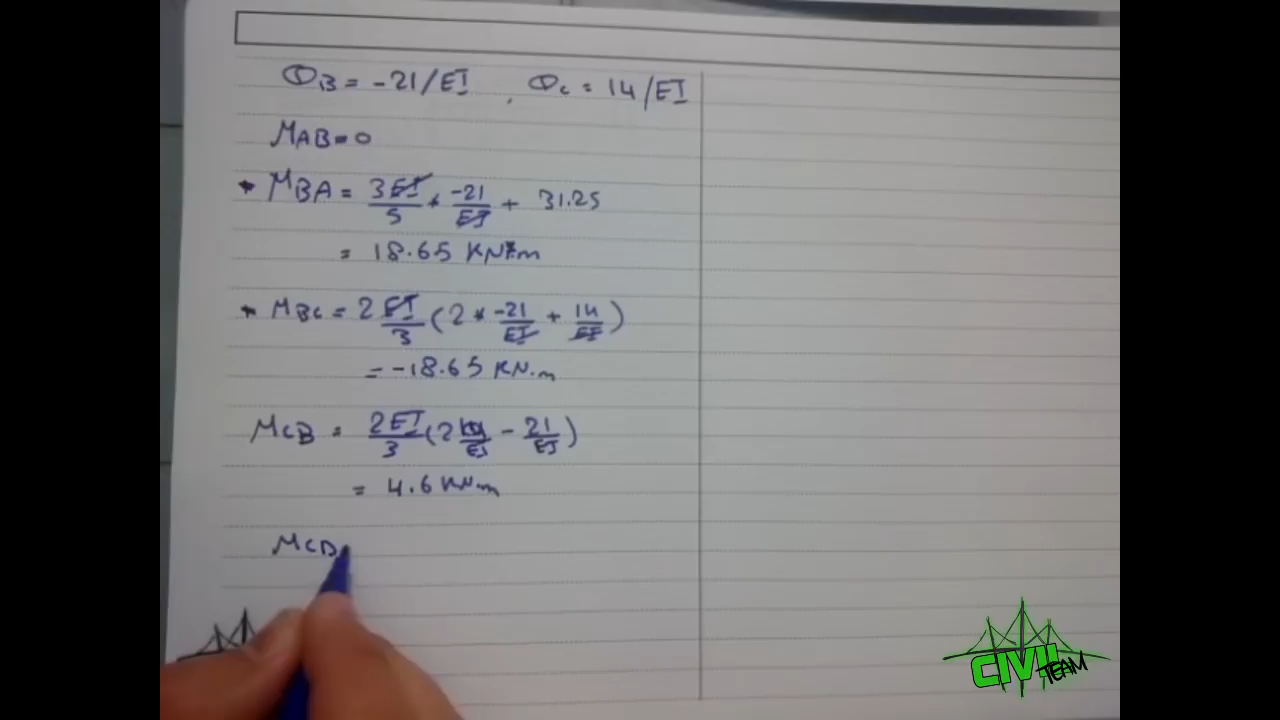 ΦB = -21/EI , Φc = 14/EI
MAB = 0
* MBA = 3EI/5 * -21/EI + 31.25
= 18.65 KN*m
* MBC = 2EI/3 (2 * -21/EI + 14/EI)
= -18.65 KN.m
MCB = 2EI/3 (2 14/EI - 21/EI)
= 4.6 KN.m
MCD
CIVIL
TEAM